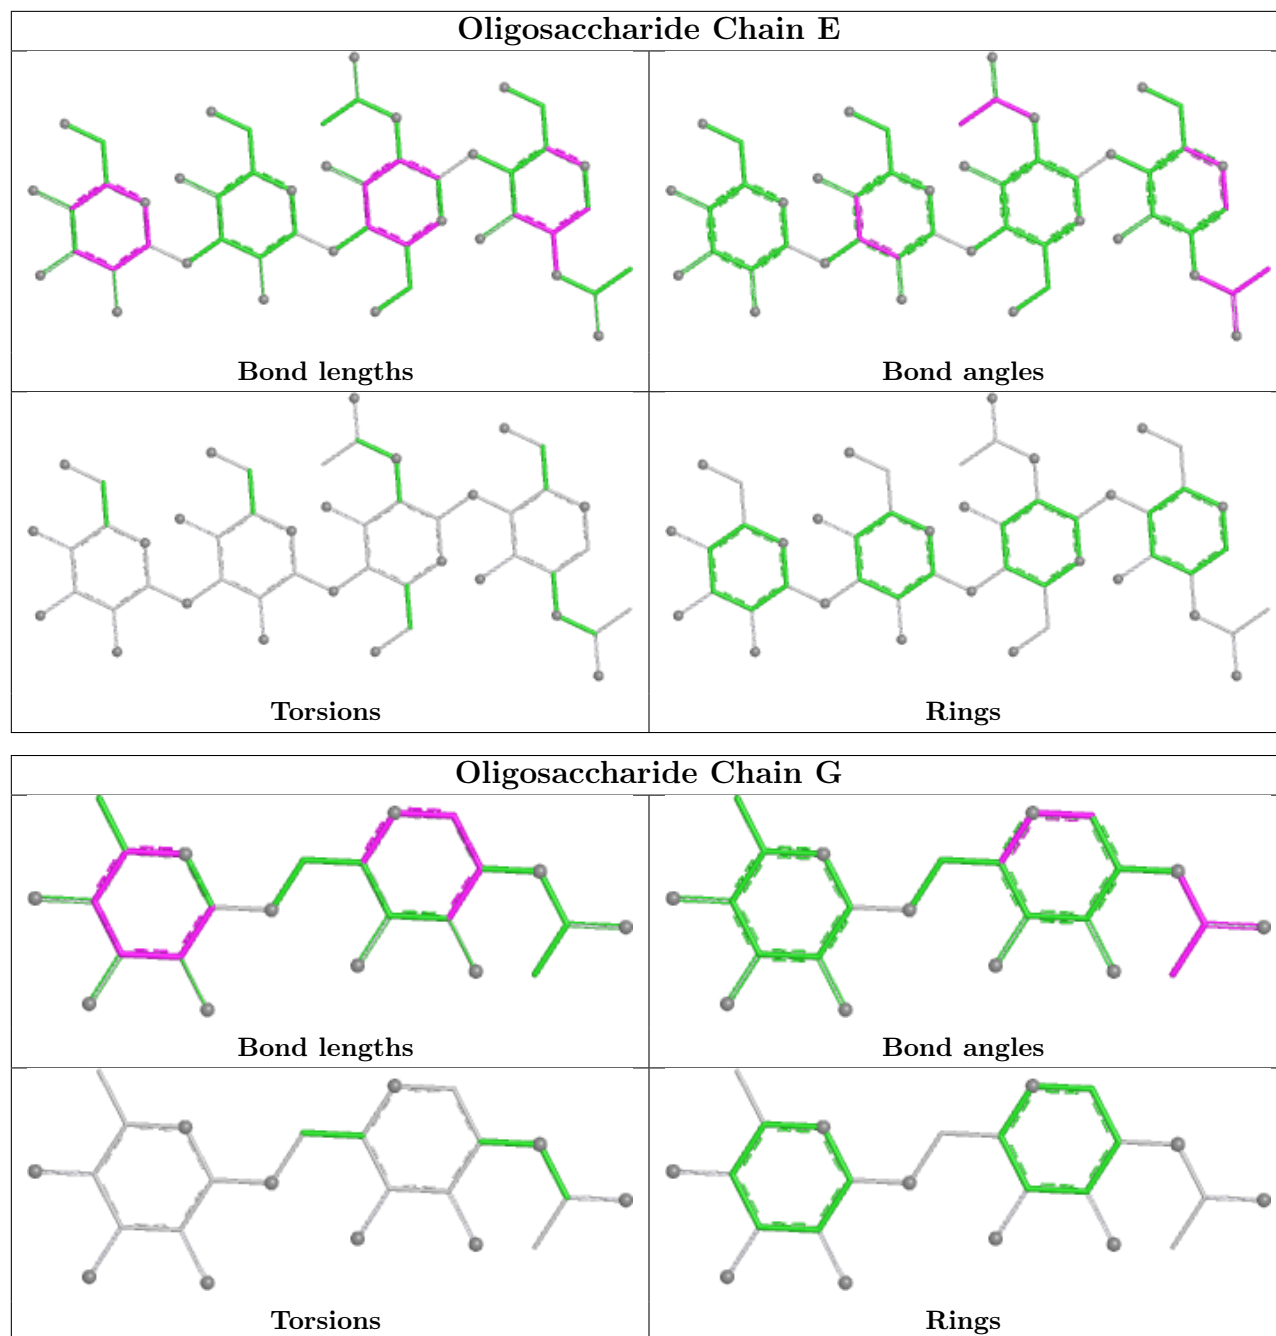 Oligosaccharide Chain E
Bond lengths
Bond angles
Torsions
Rings
Oligosaccharide Chain G
Bond lengths
Bond angles
Torsions
Rings